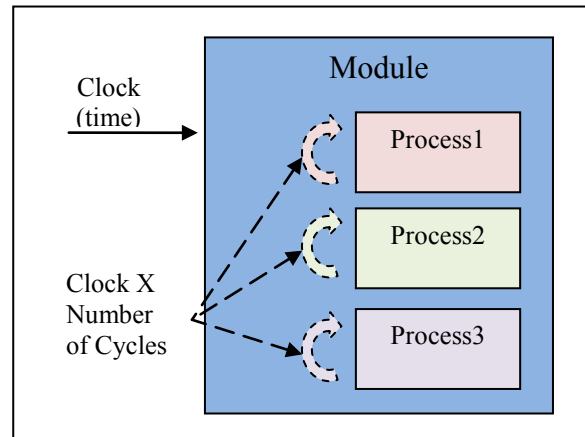 Module
Clock
(time)
Process1
Process2
Clock X
Number
of Cycles
Process3